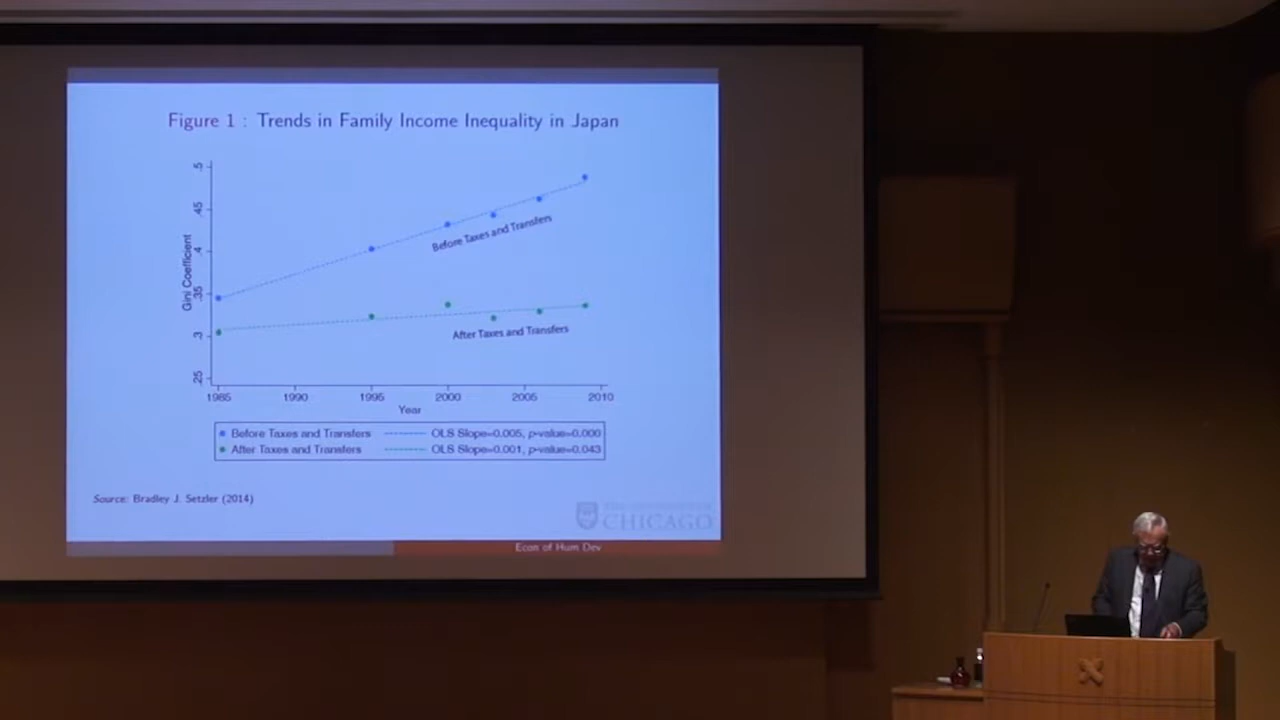 Figure 1 : Trends in Family Income Inequality in Japan
Gini Coefficient
.5
.45
.4
.35
.3
.25
Before Taxes and Transfers
After Taxes and Transfers
1985 1990 1995 2000 2005 2010
Year
Before Taxes and Transfers OLS Slope=0.005, p-value=0.000
After Taxes and Transfers OLS Slope=0.001, p-value=0.043
Source: Bradley J. Setzler (2014)
CHICAGO
Econ of Hum Dev